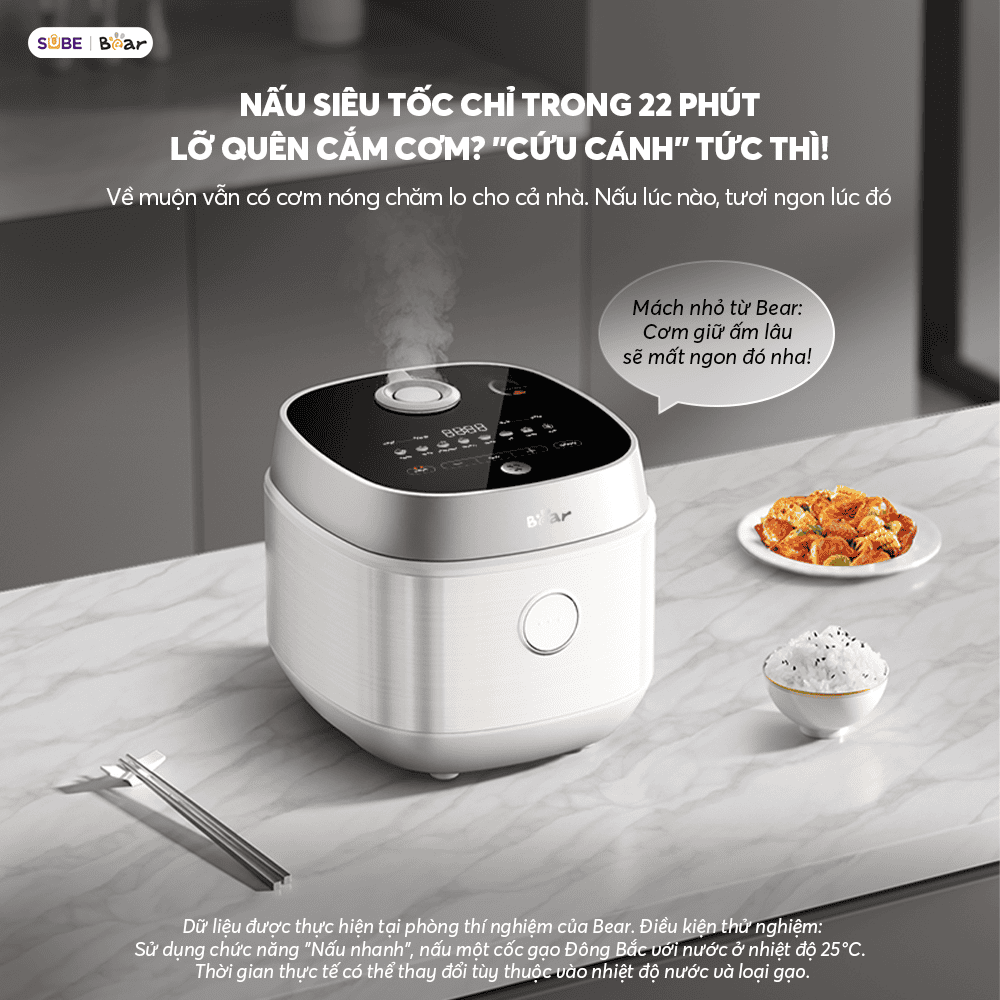 SUBE | Bear
NẤU SIÊU TỐC CHỈ TRONG 22 PHÚT
LỠ QUÊN CẮM CƠM? "CỨU CÁNH" TỨC THÌ!
Về muộn vẫn có cơm nóng chăm lo cho cả nhà. Nấu lúc nào, tươi ngon lúc đó
Mách nhỏ từ Bear:
Cơm giữ ấm lâu
sẽ mất ngon đó nha!
8888
Bear
Dữ liệu được thực hiện tại phòng thí nghiệm của Bear. Điều kiện thử nghiệm:
Sử dụng chức năng "Nấu nhanh", nấu một cốc gạo Đông Bắc với nước ở nhiệt độ 25°C.
Thời gian thực tế có thể thay đổi tùy thuộc vào nhiệt độ nước và loại gạo.